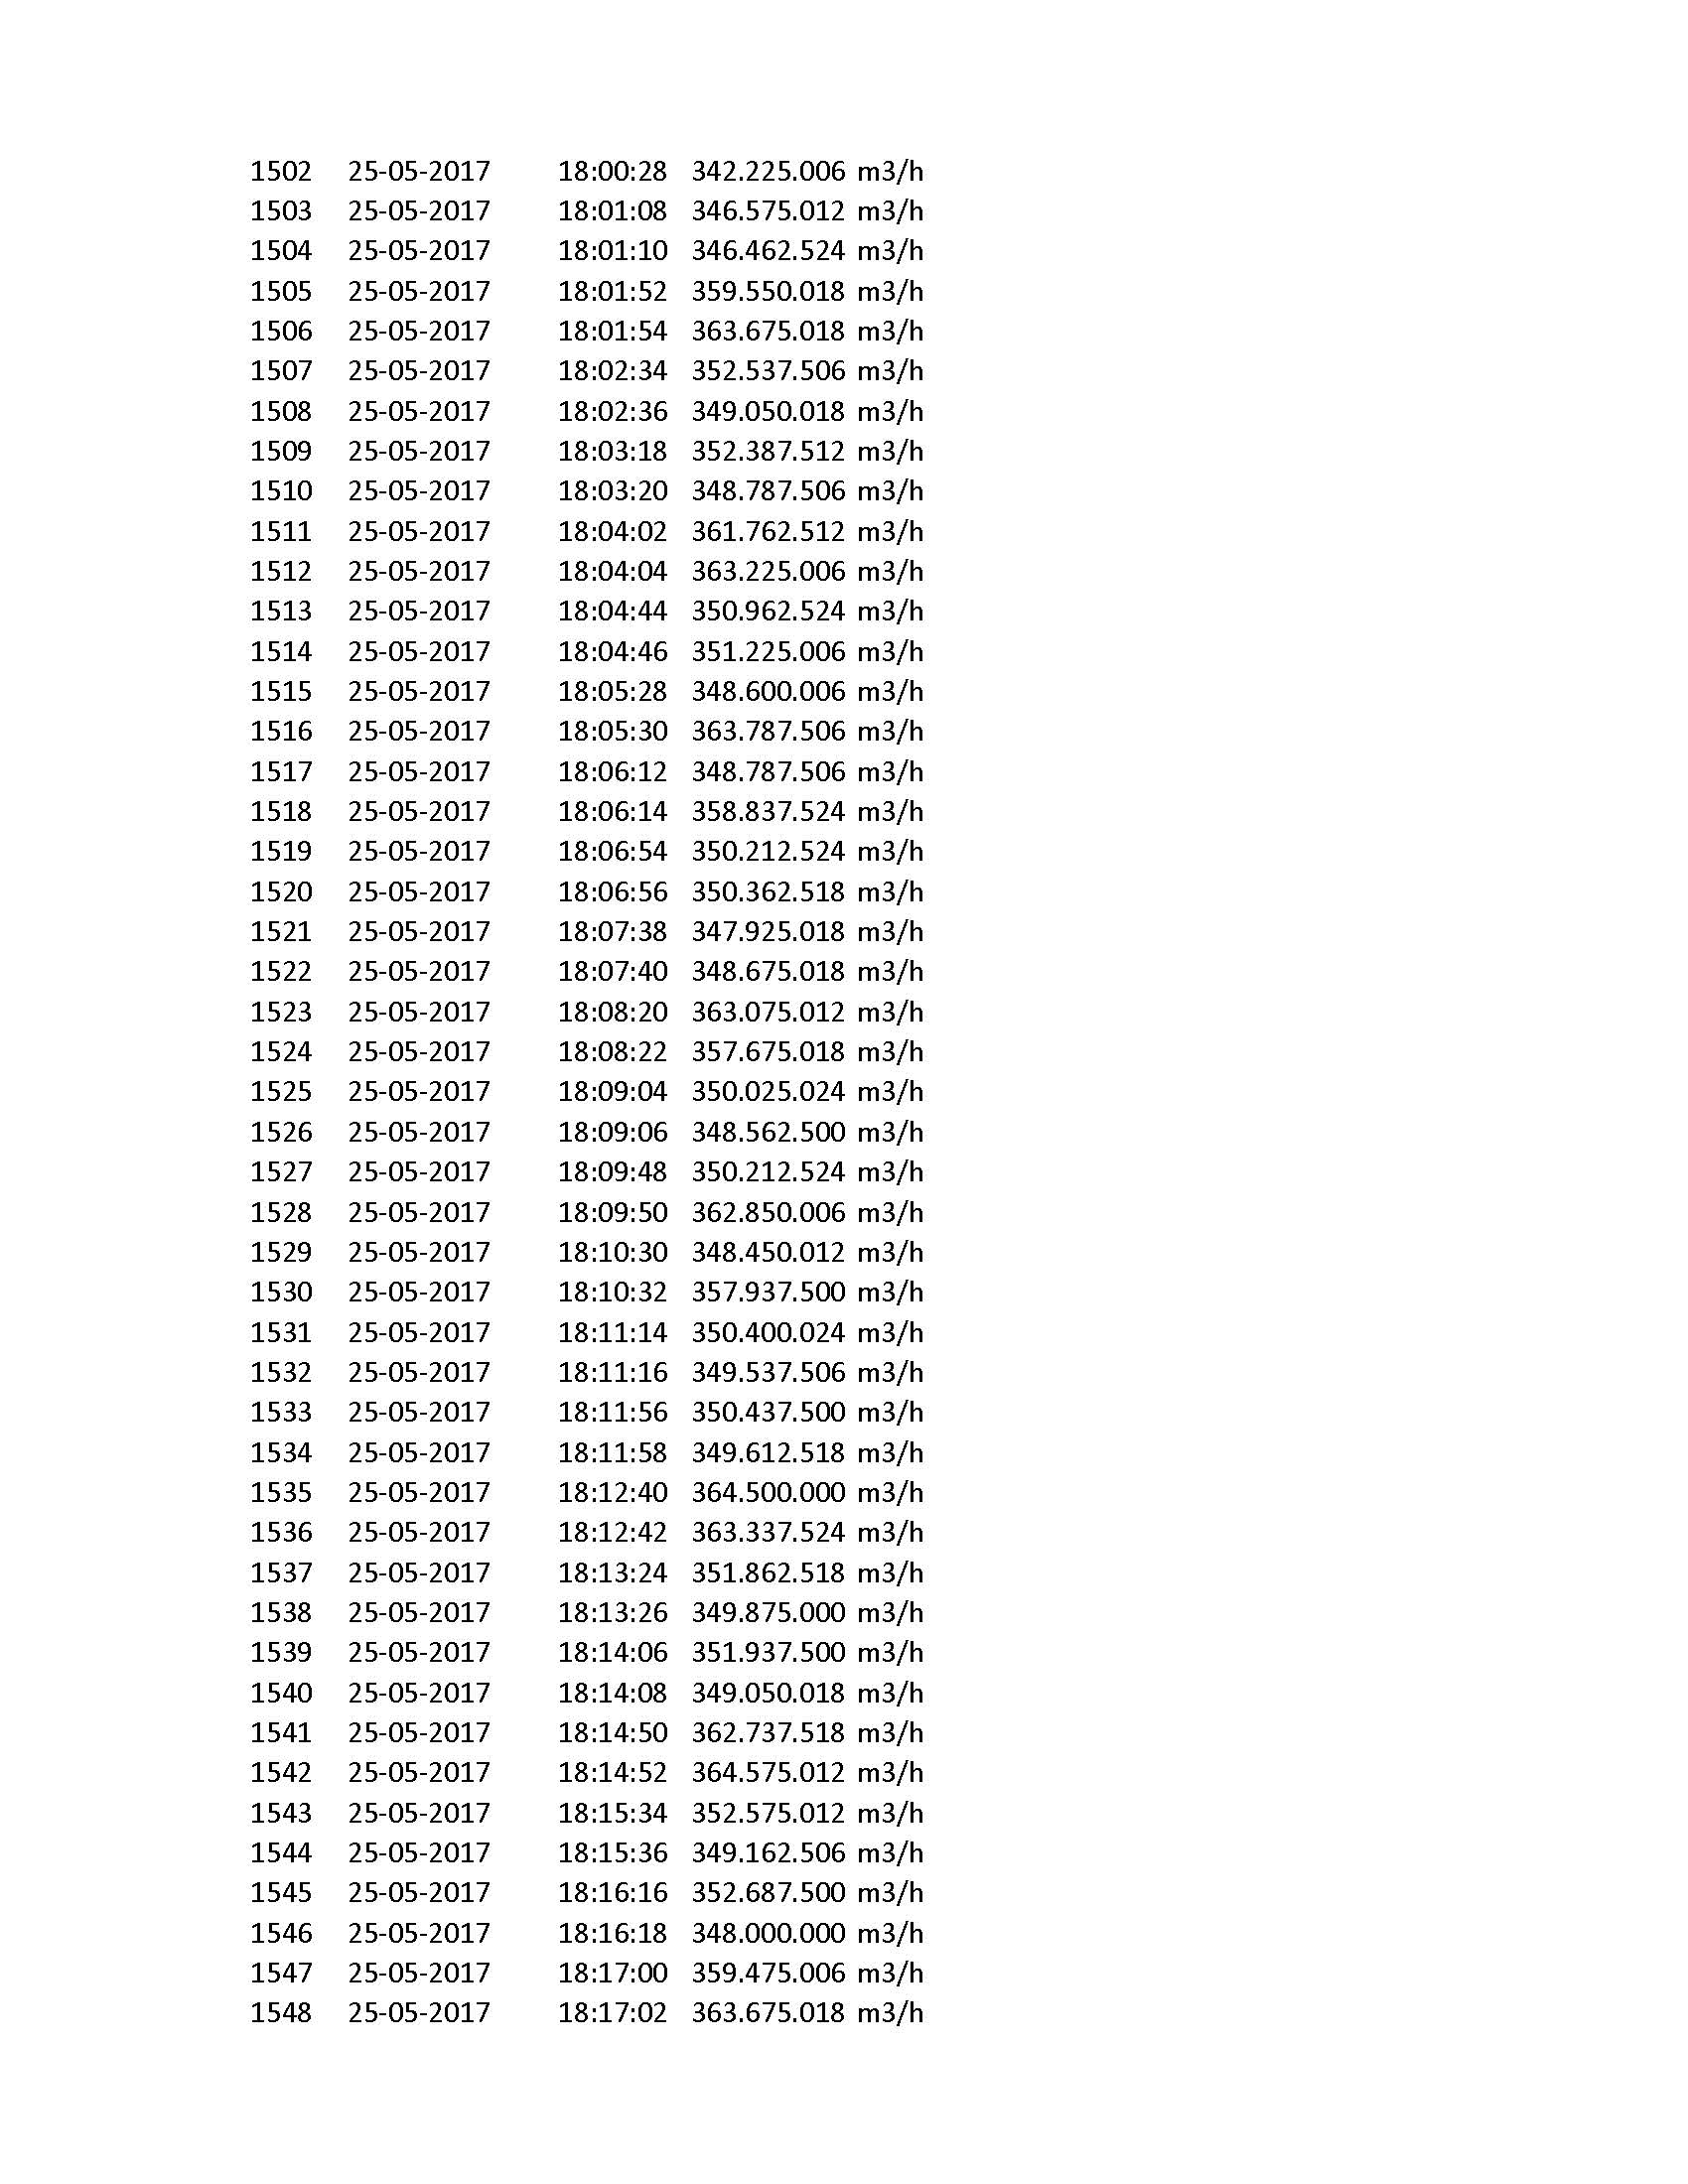 1502 25-05-2017 18:00:28 342.225.006 m3/h
1503 25-05-2017 18:01:08 346.575.012 m3/h
1504 25-05-2017 18:01:10 346.462.524 m3/h
1505 25-05-2017 18:01:52 359.550.018 m3/h
1506 25-05-2017 18:01:54 363.675.018 m3/h
1507 25-05-2017 18:02:34 352.537.506 m3/h
1508 25-05-2017 18:02:36 349.050.018 m3/h
1509 25-05-2017 18:03:18 352.387.512 m3/h
1510 25-05-2017 18:03:20 348.787.506 m3/h
1511 25-05-2017 18:04:02 361.762.512 m3/h
1512 25-05-2017 18:04:04 363.225.006 m3/h
1513 25-05-2017 18:04:44 350.962.524 m3/h
1514 25-05-2017 18:04:46 351.225.006 m3/h
1515 25-05-2017 18:05:28 348.600.006 m3/h
1516 25-05-2017 18:05:30 363.787.506 m3/h
1517 25-05-2017 18:06:12 348.787.506 m3/h
1518 25-05-2017 18:06:14 358.837.524 m3/h
1519 25-05-2017 18:06:54 350.212.524 m3/h
1520 25-05-2017 18:06:56 350.362.518 m3/h
1521 25-05-2017 18:07:38 347.925.018 m3/h
1522 25-05-2017 18:07:40 348.675.018 m3/h
1523 25-05-2017 18:08:20 363.075.012 m3/h
1524 25-05-2017 18:08:22 357.675.018 m3/h
1525 25-05-2017 18:09:04 350.025.024 m3/h
1526 25-05-2017 18:09:06 348.562.500 m3/h
1527 25-05-2017 18:09:48 350.212.524 m3/h
1528 25-05-2017 18:09:50 362.850.006 m3/h
1529 25-05-2017 18:10:30 348.450.012 m3/h
1530 25-05-2017 18:10:32 357.937.500 m3/h
1531 25-05-2017 18:11:14 350.400.024 m3/h
1532 25-05-2017 18:11:16 349.537.506 m3/h
1533 25-05-2017 18:11:56 350.437.500 m3/h
1534 25-05-2017 18:11:58 349.612.518 m3/h
1535 25-05-2017 18:12:40 364.500.000 m3/h
1536 25-05-2017 18:12:42 363.337.524 m3/h
1537 25-05-2017 18:13:24 351.862.518 m3/h
1538 25-05-2017 18:13:26 349.875.000 m3/h
1539 25-05-2017 18:14:06 351.937.500 m3/h
1540 25-05-2017 18:14:08 349.050.018 m3/h
1541 25-05-2017 18:14:50 362.737.518 m3/h
1542 25-05-2017 18:14:52 364.575.012 m3/h
1543 25-05-2017 18:15:34 352.575.012 m3/h
1544 25-05-2017 18:15:36 349.162.506 m3/h
1545 25-05-2017 18:16:16 352.687.500 m3/h
1546 25-05-2017 18:16:18 348.000.000 m3/h
1547 25-05-2017 18:17:00 359.475.006 m3/h
1548 25-05-2017 18:17:02 363.675.018 m3/h